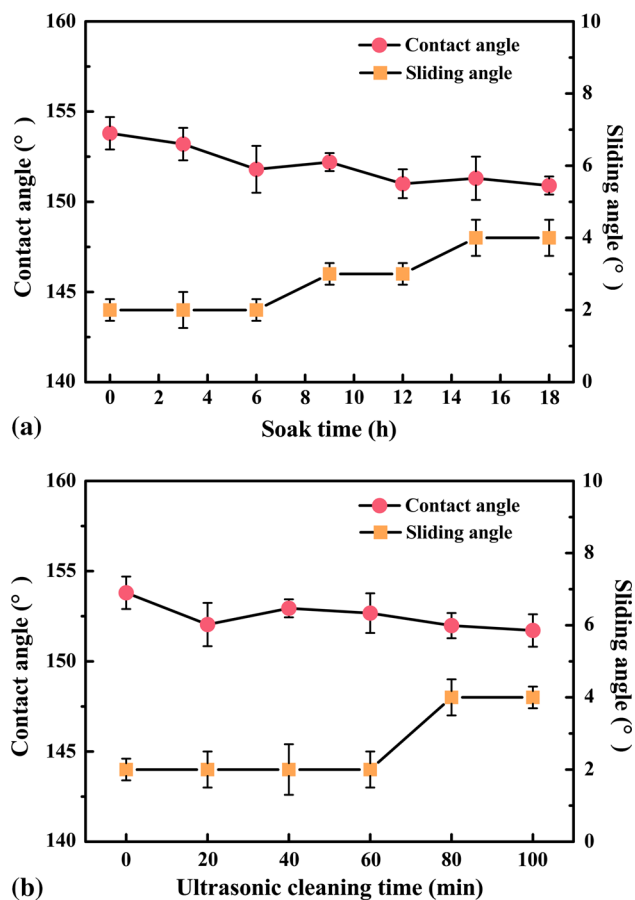 160
155
150
144
140
Contact angle (° )
10
8
6
4
2
0
Sliding angle (° )
Contact angle
Sliding angle
0 2 4 6 8 10 12 14 16 18
(a) Soak time (h)
160
155
150
144
140
Contact angle (° )
10
8
6
4
2
0
Sliding angle (° )
Contact angle
Sliding angle
0 20 40 60 80 100
(b) Ultrasonic cleaning time (min)